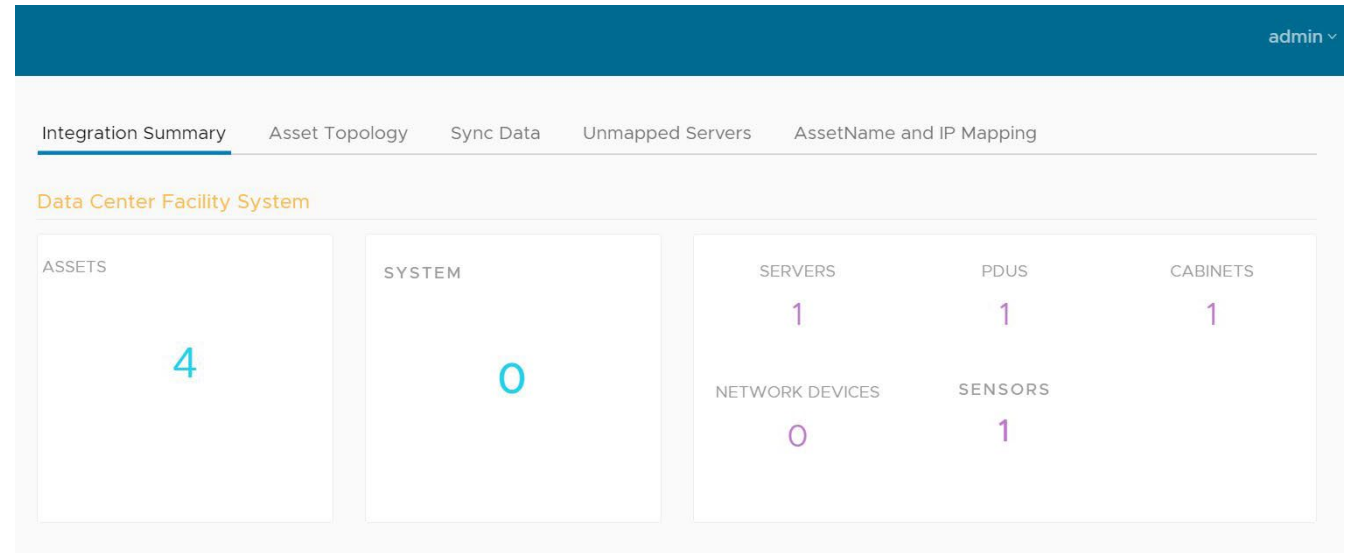 admin
Integration Summary Asset Topology Sync Data Unmapped Servers AssetName and IP Mapping
Data Center Facility System
ASSETS
4
SYSTEM
0
SERVERS PDUS CABINETS
1 1 1
NETWORK DEVICES SENSORS
0 1